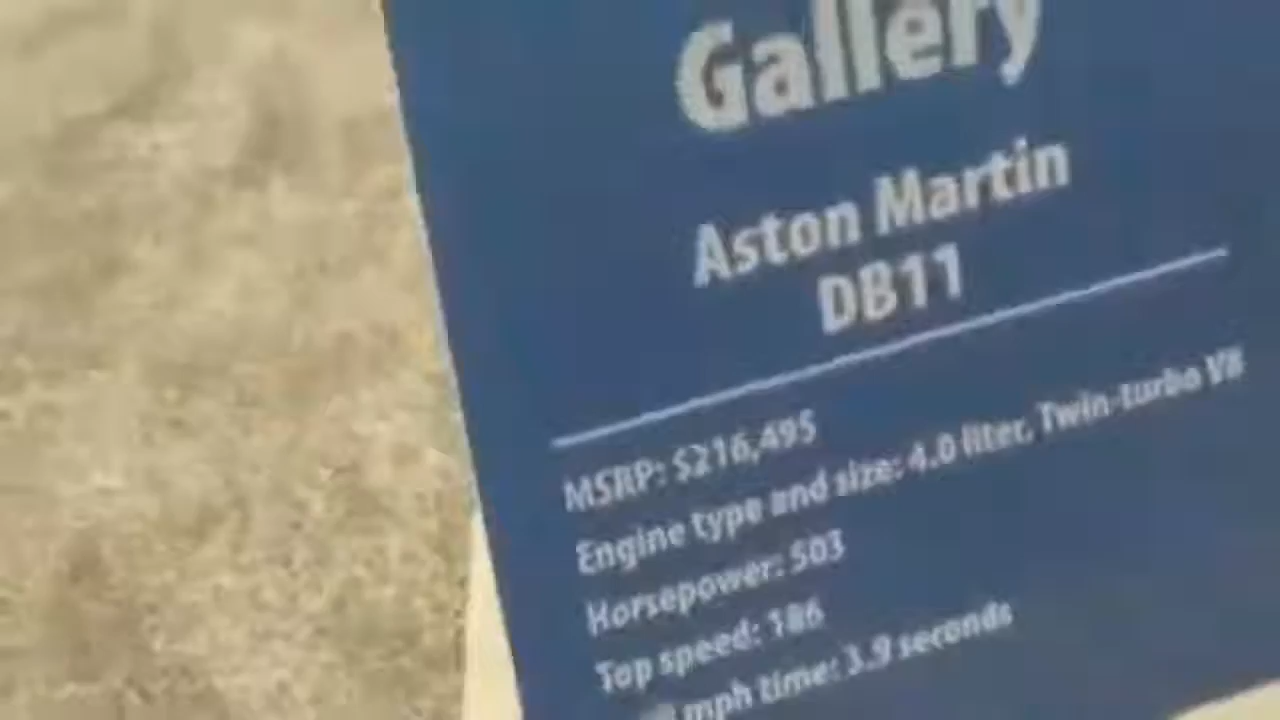 Gallery
Aston Martin
DB11
MSRP: $216,495
Engine type and size: 4.0 liter, Twin-turbo V8
Horsepower: 503
Top speed: 186
mph time: 3.9 seconds